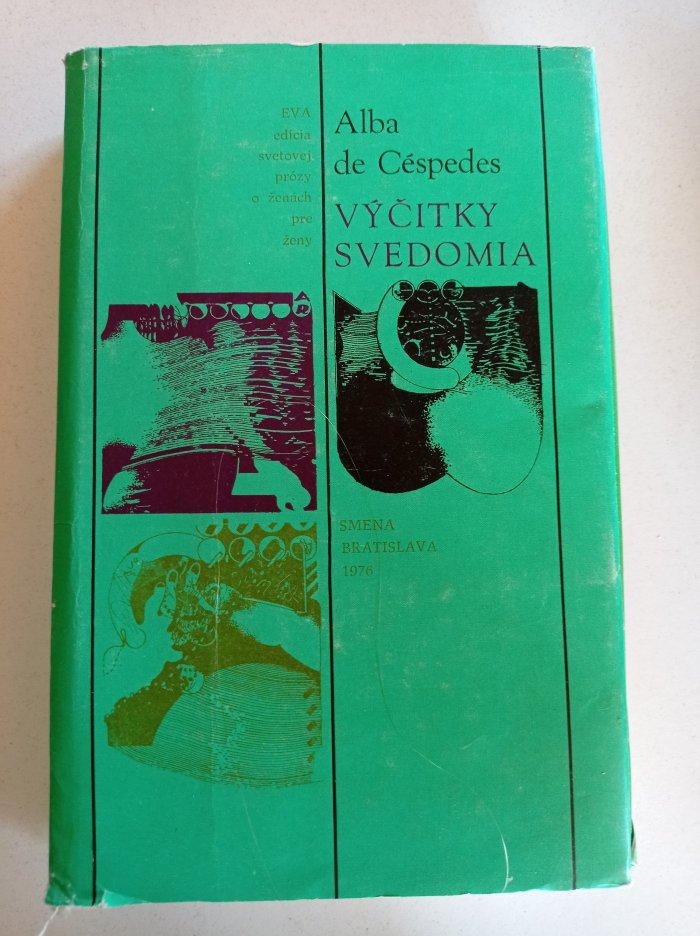 EVA
edícia
svetovej
prózy
o ženách
pre
ženy
Alba
de Céspedes
VÝČITKY
SVEDOMIA
SMENA
BRATISLAVA
1976